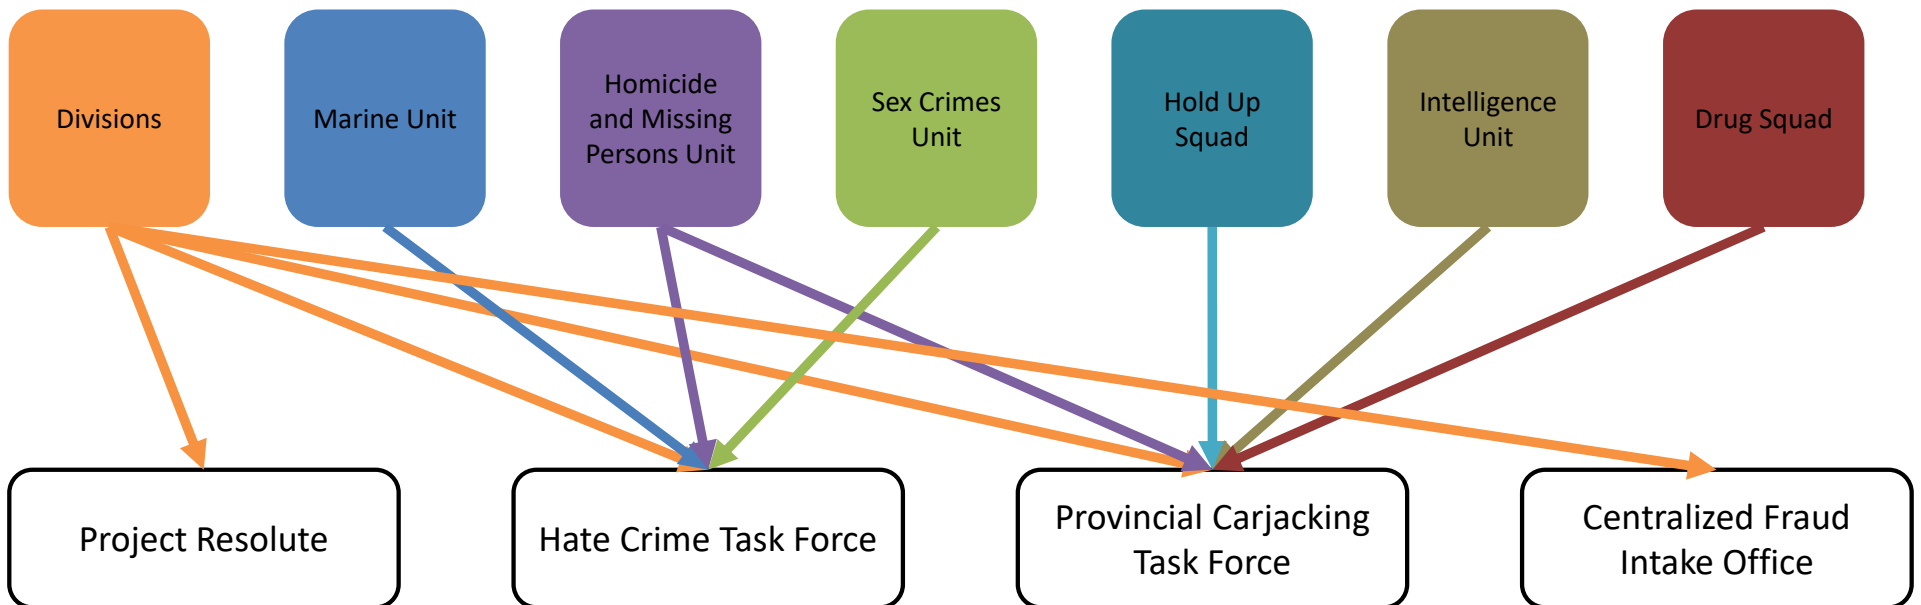 Divisions
Marine Unit
Homicide
and Missing
Persons Unit
Sex Crimes
Unit
Hold Up
Squad
Intelligence
Unit
Drug Squad
Project Resolute
Hate Crime Task Force
Provincial Carjacking
Task Force
Centralized Fraud
Intake Office